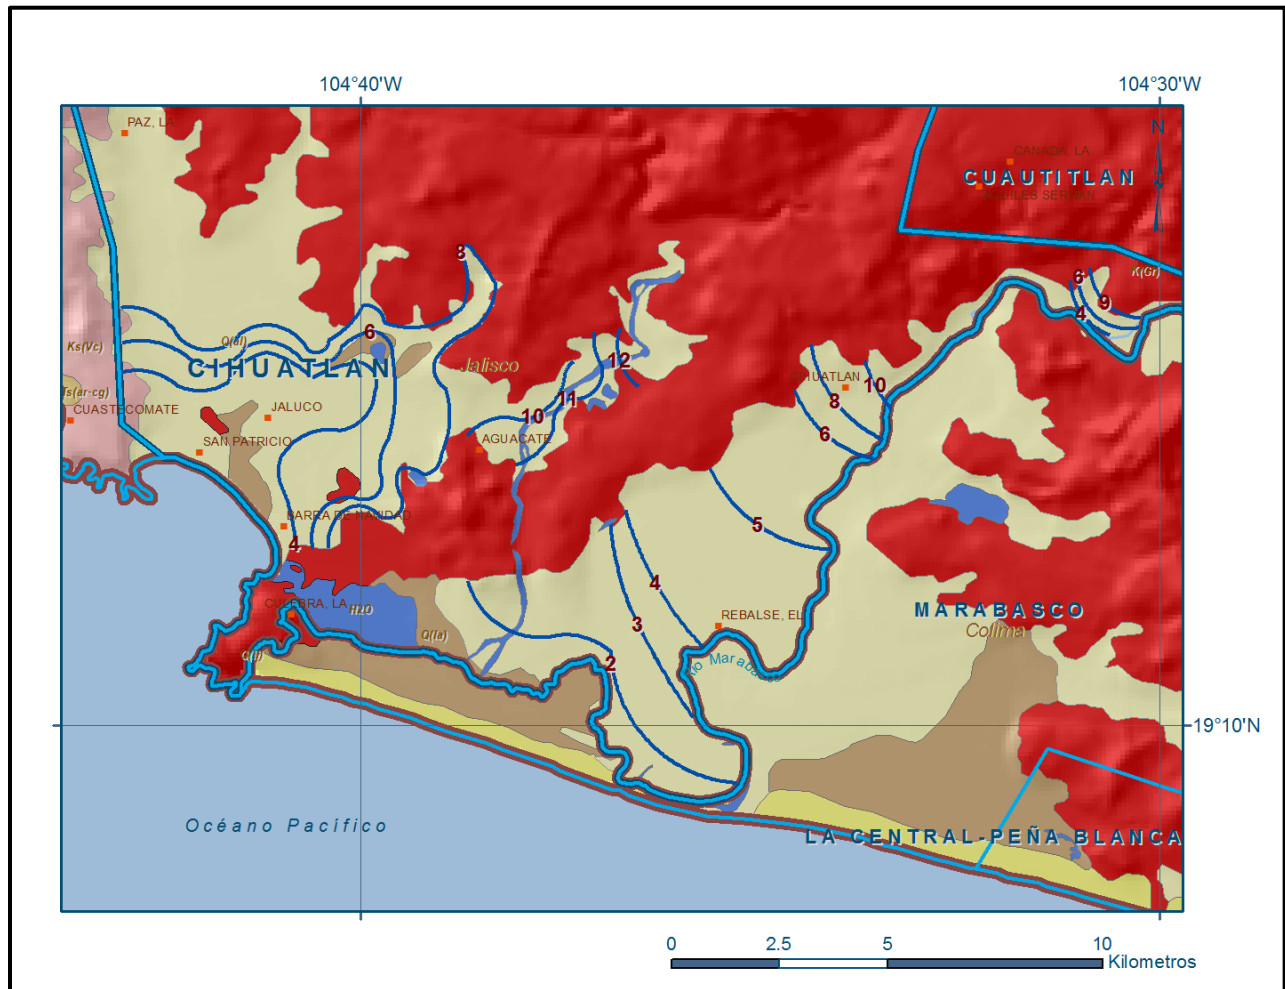 104°40'W
104°30'W
N
PAZ, LA
CANADA, LA
CUAUTITLAN
8
6
K(Gr)
9
4
6
Q(al)
Ks(Vc)
CIHUATLAN
Jalisco
12
10
8
11
Ts(ar-cg)
CUASTECOMATE
JALUCO
10
6
SAN PATRICIO
AGUACATE
5
BARRA DE NAVIDAD
4
4
CULEBRA, LA
H2O
MARABASCO
REBALSE, EL
3
Colima
Q(la)
2
Marabasco
19°10'N
Océano Pacífico
LA CENTRAL-PEÑA BLANCA
0
2.5
5
10
Kilometros